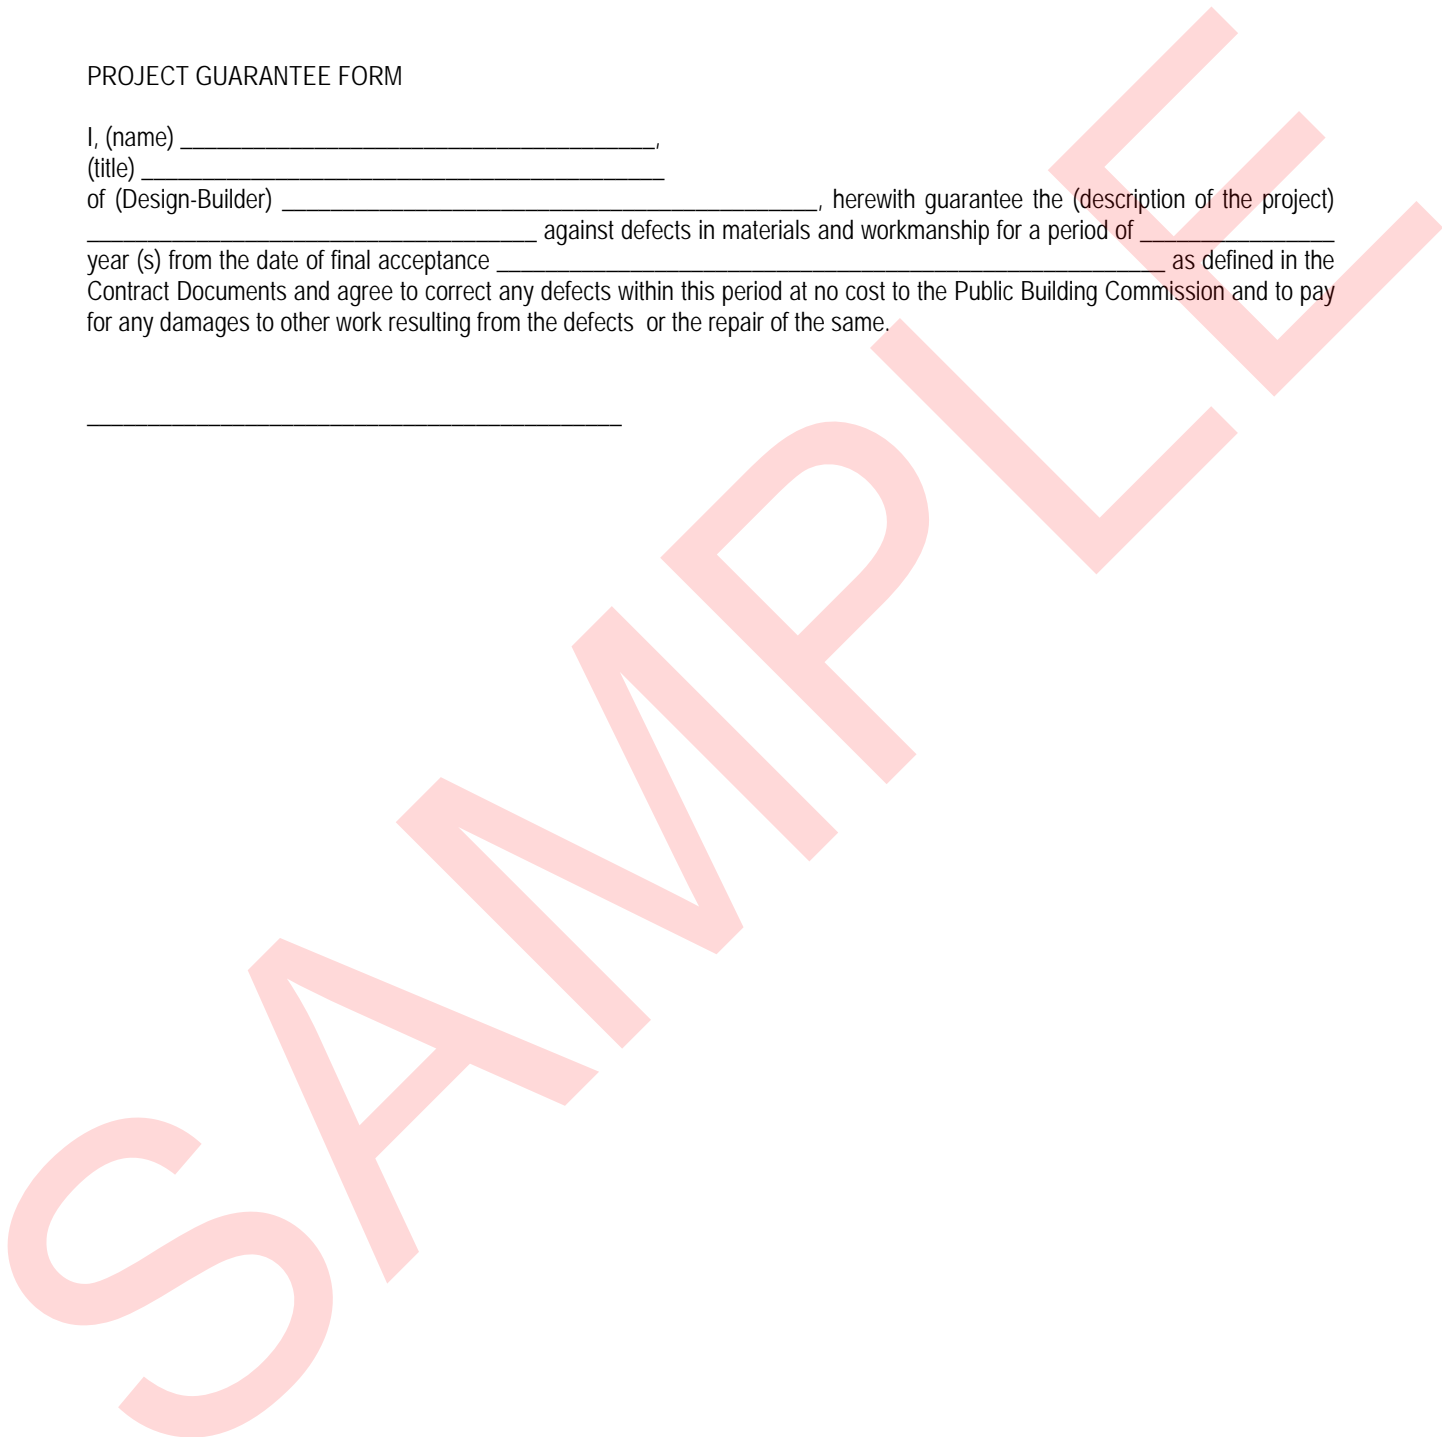 PROJECT GUARANTEE FORM
I, (name) _______________________________________,
(title) ___________________________________________
of (Design-Builder) ____________________________________________, herewith guarantee the (description of the project)
_____________________________________ against defects in materials and workmanship for a period of ________________
year (s) from the date of final acceptance _______________________________________________________ as defined in the
Contract Documents and agree to correct any defects within this period at no cost to the Public Building Commission and to pay
for any damages to other work resulting from the defects  or the repair of the same.
____________________________________________
SAMPLE